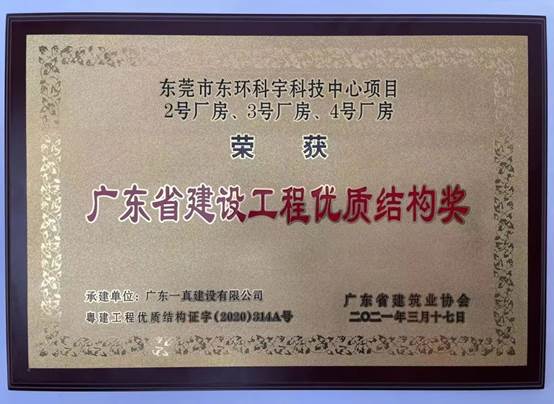 东莞市东环科宇科技中心项目
2号厂房、3号厂房、4号厂房
荣获
广东省建设工程优质结构奖
承建单位:广东一真建设有限公司
粤建工程优质结构证字(2020)314A号
广东省建筑业协会
二〇二一年三月十七日